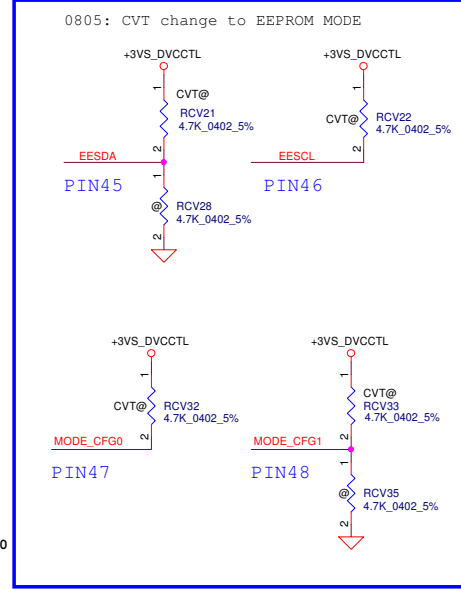 0805: CVT change to EEPROM MODE
+3VS_DVCCTL
1
CVT@
RCV21
4.7K_0402_5%
2
EESDA
PIN45
1
@
RCV28
4.7K_0402_5%
2
+3VS_DVCCTL
1
CVT@
RCV22
4.7K_0402_5%
2
EESCL
PIN46
+3VS_DVCCTL
1
CVT@
RCV32
4.7K_0402_5%
2
MODE_CFG0
PIN47
+3VS_DVCCTL
1
CVT@
RCV33
4.7K_0402_5%
2
MODE_CFG1
PIN48
1
@
RCV35
4.7K_0402_5%
2
0